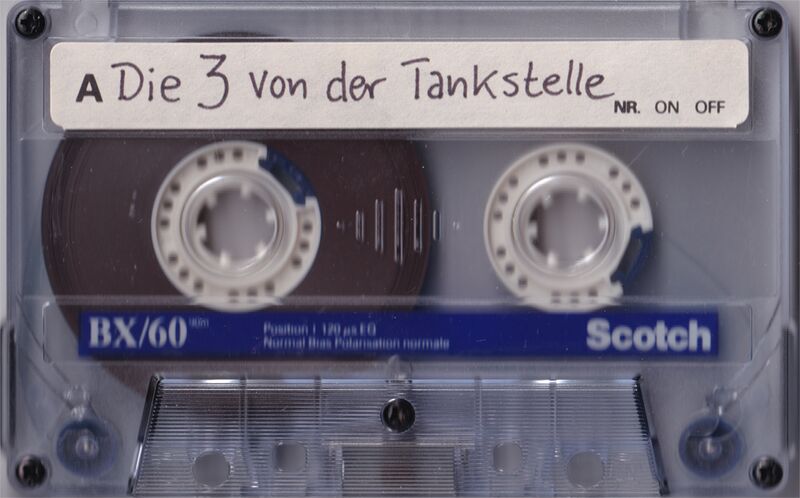 A Die 3 von der Tankstelle
NR. ON OFF
BX/60 min
Position I 120 µs EQ
Normal Bias Polarisation normale
Scotch